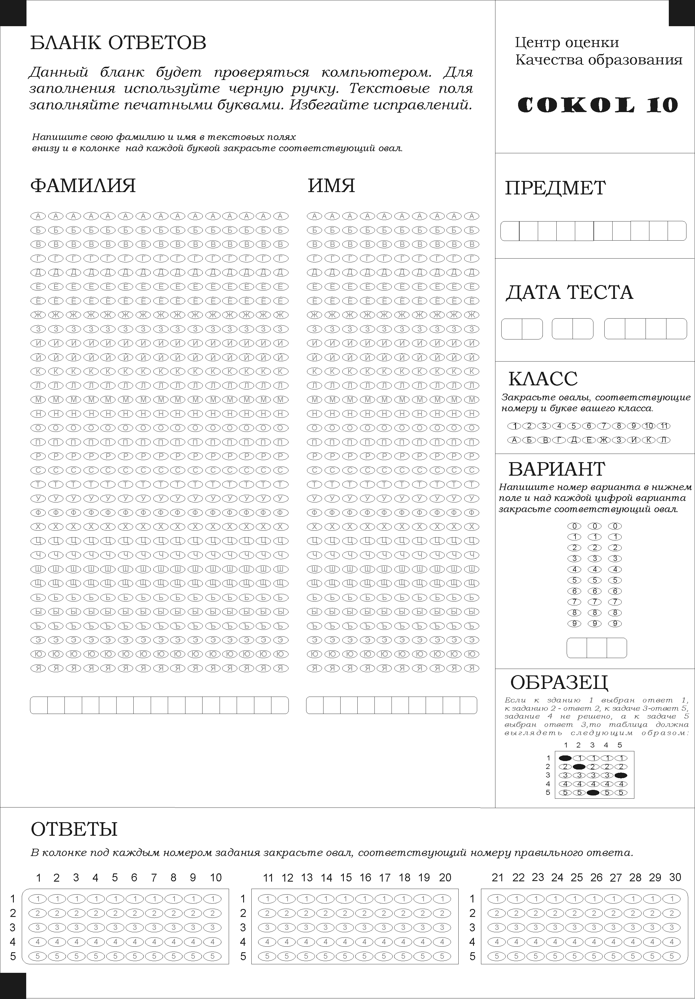 БЛАНК ОТВЕТОВ
Данный бланк будет проверяться компьютером. Для
заполнения используйте черную ручку. Текстовые поля
заполняйте печатными буквами. Избегайте исправлений.
Напишите свою фамилию и имя в текстовых полях
внизу и в колонке над каждой буквой закрасьте соответствующий овал.
ФАМИЛИЯ ИМЯ
А А А А А А А А А А А А А А А А А А А А А А А А А
Б Б Б Б Б Б Б Б Б Б Б Б Б Б Б Б Б Б Б Б Б Б Б Б Б
В В В В В В В В В В В В В В В В В В В В В В В В В
Г Г Г Г Г Г Г Г Г Г Г Г Г Г Г Г Г Г Г Г Г Г Г Г Г
Д Д Д Д Д Д Д Д Д Д Д Д Д Д Д Д Д Д Д Д Д Д Д Д Д
Е Е Е Е Е Е Е Е Е Е Е Е Е Е Е Е Е Е Е Е Е Е Е Е Е
Ё Ё Ё Ё Ё Ё Ё Ё Ё Ё Ё Ё Ё Ё Ё Ё Ё Ё Ё Ё Ё Ё Ё Ё Ё
Ж Ж Ж Ж Ж Ж Ж Ж Ж Ж Ж Ж Ж Ж Ж Ж Ж Ж Ж Ж Ж Ж Ж Ж Ж
З З З З З З З З З З З З З З З З З З З З З З З З З
И И И И И И И И И И И И И И И И И И И И И И И И И
Й Й Й Й Й Й Й Й Й Й Й Й Й Й Й Й Й Й Й Й Й Й Й Й Й
К К К К К К К К К К К К К К К К К К К К К К К К К
Л Л Л Л Л Л Л Л Л Л Л Л Л Л Л Л Л Л Л Л Л Л Л Л Л
М М М М М М М М М М М М М М М М М М М М М М М М М
Н Н Н Н Н Н Н Н Н Н Н Н Н Н Н Н Н Н Н Н Н Н Н Н Н
О О О О О О О О О О О О О О О О О О О О О О О О О
П П П П П П П П П П П П П П П П П П П П П П П П П
Р Р Р Р Р Р Р Р Р Р Р Р Р Р Р Р Р Р Р Р Р Р Р Р Р
С С С С С С С С С С С С С С С С С С С С С С С С С
Т Т Т Т Т Т Т Т Т Т Т Т Т Т Т Т Т Т Т Т Т Т Т Т Т
У У У У У У У У У У У У У У У У У У У У У У У У У
Ф Ф Ф Ф Ф Ф Ф Ф Ф Ф Ф Ф Ф Ф Ф Ф Ф Ф Ф Ф Ф Ф Ф Ф Ф
Х Х Х Х Х Х Х Х Х Х Х Х Х Х Х Х Х Х Х Х Х Х Х Х Х
Ц Ц Ц Ц Ц Ц Ц Ц Ц Ц Ц Ц Ц Ц Ц Ц Ц Ц Ц Ц Ц Ц Ц Ц Ц
Ч Ч Ч Ч Ч Ч Ч Ч Ч Ч Ч Ч Ч Ч Ч Ч Ч Ч Ч Ч Ч Ч Ч Ч Ч
Ш Ш Ш Ш Ш Ш Ш Ш Ш Ш Ш Ш Ш Ш Ш Ш Ш Ш Ш Ш Ш Ш Ш Ш Ш
Щ Щ Щ Щ Щ Щ Щ Щ Щ Щ Щ Щ Щ Щ Щ Щ Щ Щ Щ Щ Щ Щ Щ Щ Щ
Ь Ь Ь Ь Ь Ь Ь Ь Ь Ь Ь Ь Ь Ь Ь Ь Ь Ь Ь Ь Ь Ь Ь Ь Ь
Ы Ы Ы Ы Ы Ы Ы Ы Ы Ы Ы Ы Ы Ы Ы Ы Ы Ы Ы Ы Ы Ы Ы Ы Ы
Ъ Ъ Ъ Ъ Ъ Ъ Ъ Ъ Ъ Ъ Ъ Ъ Ъ Ъ Ъ Ъ Ъ Ъ Ъ Ъ Ъ Ъ Ъ Ъ Ъ
Э Э Э Э Э Э Э Э Э Э Э Э Э Э Э Э Э Э Э Э Э Э Э Э Э
Ю Ю Ю Ю Ю Ю Ю Ю Ю Ю Ю Ю Ю Ю Ю Ю Ю Ю Ю Ю Ю Ю Ю Ю Ю
Я Я Я Я Я Я Я Я Я Я Я Я Я Я Я Я Я Я Я Я Я Я Я Я Я
Центр оценки
Качества образования
COKOL 10
ПРЕДМЕТ
ДАТА ТЕСТА
КЛАСС
Закрасьте овалы, соответствующие
номеру и букве вашего класса.
1 2 3 4 5 6 7 8 9 10 11
А Б В Г Д Е Ж З И К Л
ВАРИАНТ
Напишите номер варианта в нижнем
поле и над каждой цифрой варианта
закрасьте соответствующий овал.
0 0 0
1 1 1
2 2 2
3 3 3
4 4 4
5 5 5
6 6 6
7 7 7
8 8 8
9 9 9
ОБРАЗЕЦ
Если к зданию 1 выбран ответ 1,
к заданию 2 - ответ 2, к задаче 3-ответ 5,
задание 4 не решено, а к задаче 5
выбран ответ 3,то таблица должна
выглядеть следующим образом:
1 2 3 4 5
1 1 1 1 1
2 2 2 2 2
3 3 3 3 3
4 4 4 4 4 4
5 5 5 5 5
ОТВЕТЫ
В колонке под каждым номером задания закрасьте овал, соответствующий номеру правильного ответа.
1 2 3 4 5 6 7 8 9 10 11 12 13 14 15 16 17 18 19 20 21 22 23 24 25 26 27 28 29 30
1 1 1 1 1 1 1 1 1 1 1 1 1 1 1 1 1 1 1 1 1 1 1 1 1 1 1 1 1 1 1 1 1
2 2 2 2 2 2 2 2 2 2 2 2 2 2 2 2 2 2 2 2 2 2 2 2 2 2 2 2 2 2 2 2 2
3 3 3 3 3 3 3 3 3 3 3 3 3 3 3 3 3 3 3 3 3 3 3 3 3 3 3 3 3 3 3 3 3
4 4 4 4 4 4 4 4 4 4 4 4 4 4 4 4 4 4 4 4 4 4 4 4 4 4 4 4 4 4 4 4 4
5 5 5 5 5 5 5 5 5 5 5 5 5 5 5 5 5 5 5 5 5 5 5 5 5 5 5 5 5 5 5 5 5